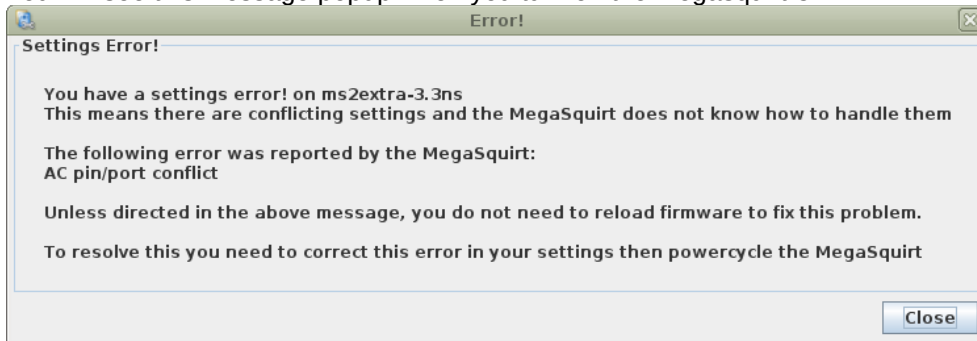 Error!
Settings Error!
You have a settings error! on ms2extra-3.3ns
This means there are conflicting settings and the MegaSquirt does not know how to handle them
The following error was reported by the MegaSquirt:
AC pin/port conflict
Unless directed in the above message, you do not need to reload firmware to fix this problem.
To resolve this you need to correct this error in your settings then powercycle the MegaSquirt
Close